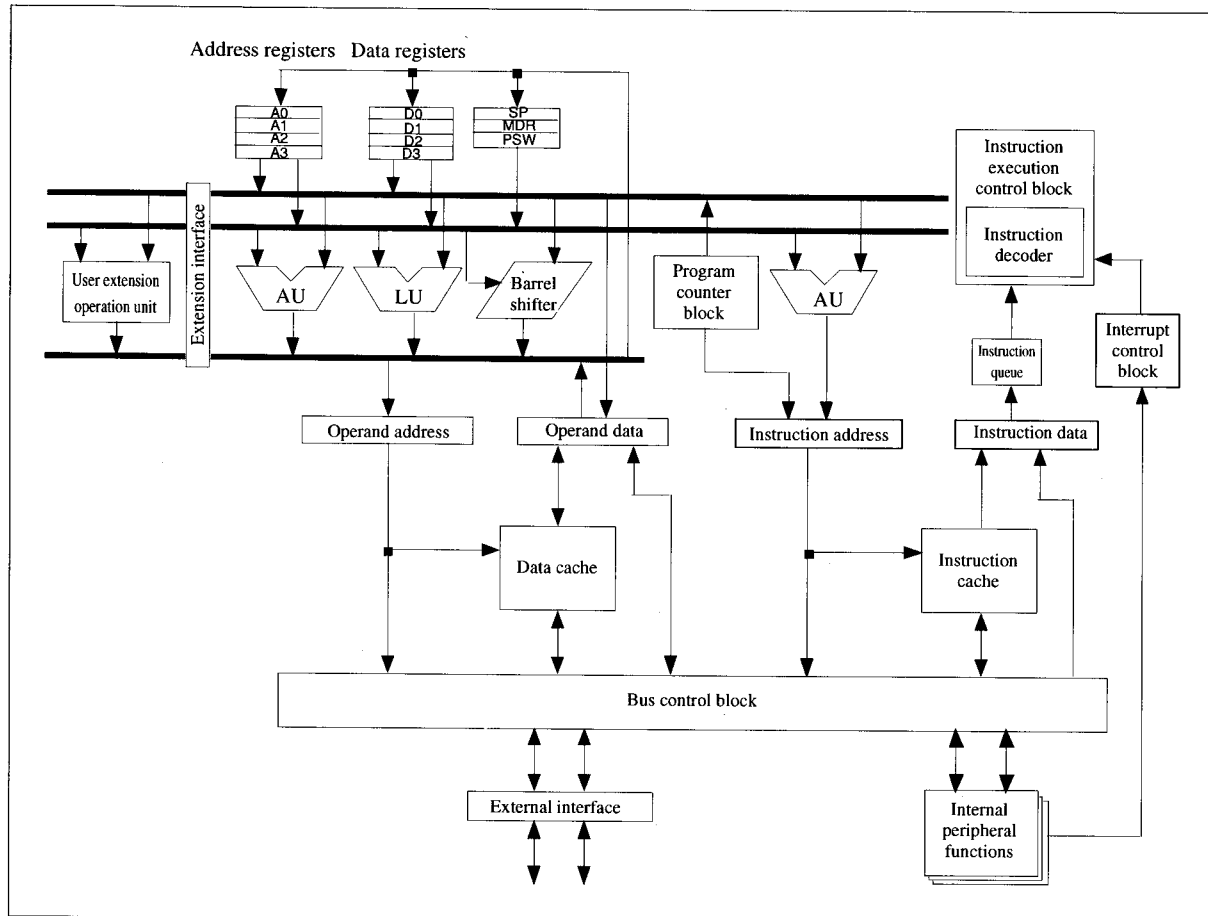 Address registers Data registers
A0
A1
A2
A3
D0
D1
D2
D3
SP
MDR
PSW
Instruction
execution
control block
Instruction
decoder
Extension interface
User extension
operation unit
AU
LU
Barrel
shifter
Program
counter
block
AU
Instruction
queue
Interrupt
control
block
Operand address
Operand data
Instruction address
Instruction data
Data cache
Instruction
cache
Bus control block
External interface
Internal
peripheral
functions